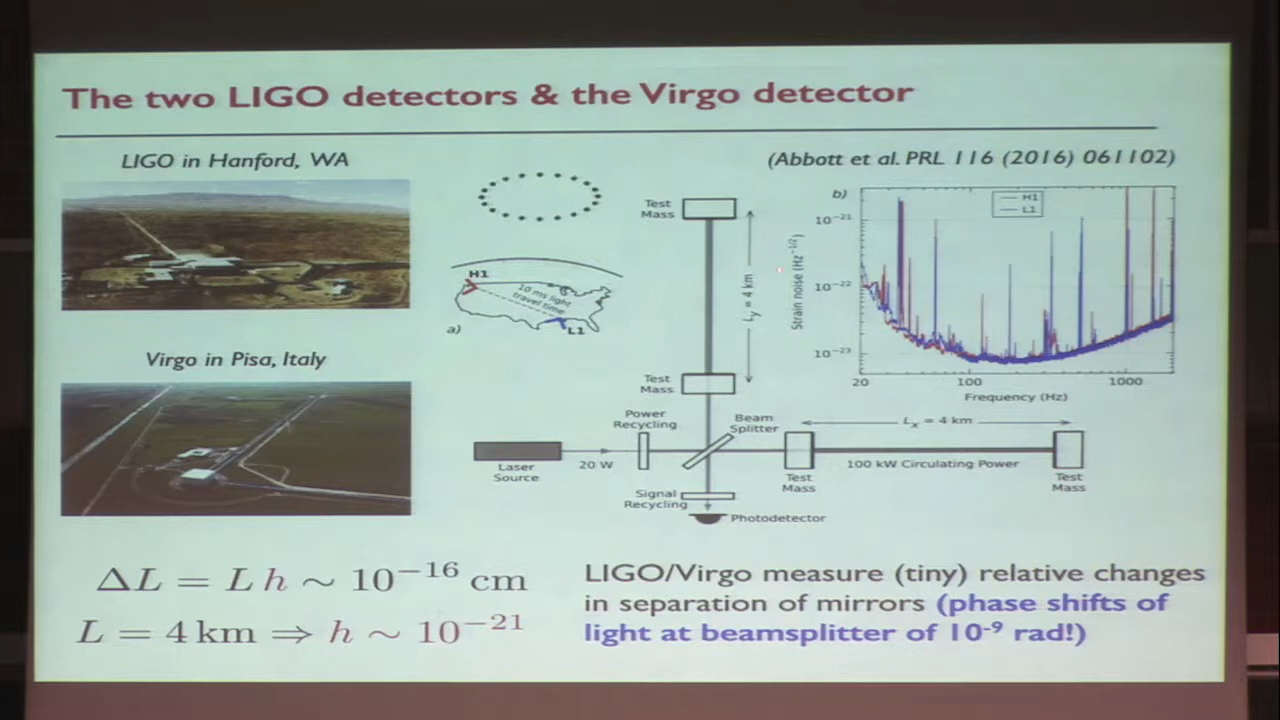 The two LIGO detectors & the Virgo detector
LIGO in Hanford, WA
(Abbott et al. PRL 116 (2016) 061102)
Virgo in Pisa, Italy
H1
10 ms light
travel time
L1
a)
Test
Mass
L_y = 4 km
Test
Mass
Power
Recycling
Beam
Splitter
L_x = 4 km
Laser
Source
20 W
100 kW Circulating Power
Test
Mass
Test
Mass
Signal
Recycling
Photodetector
b)
H1
L1
Strain noise (Hz^{-1/2})
10^{-21}
10^{-22}
10^{-23}
20
100
1000
Frequency (Hz)
ΔL = L h ∼ 10^{-16} cm
L = 4 km ⇒ h ∼ 10^{-21}
LIGO/Virgo measure (tiny) relative changes
in separation of mirrors (phase shifts of
light at beamsplitter of 10^{-9} rad!)